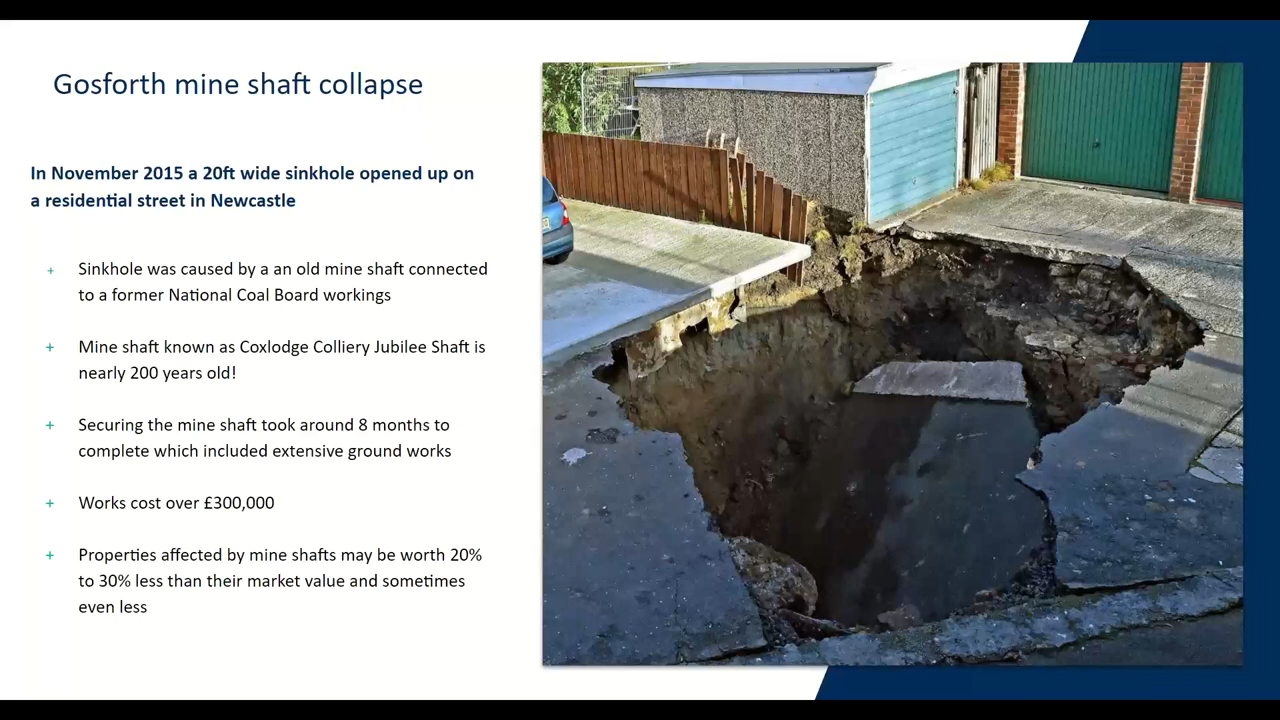 Gosforth mine shaft collapse
In November 2015 a 20ft wide sinkhole opened up on
a residential street in Newcastle
+ Sinkhole was caused by a an old mine shaft connected
to a former National Coal Board workings
+ Mine shaft known as Coxlodge Colliery Jubilee Shaft is
nearly 200 years old!
+ Securing the mine shaft took around 8 months to
complete which included extensive ground works
+ Works cost over £300,000
+ Properties affected by mine shafts may be worth 20%
to 30% less than their market value and sometimes
even less